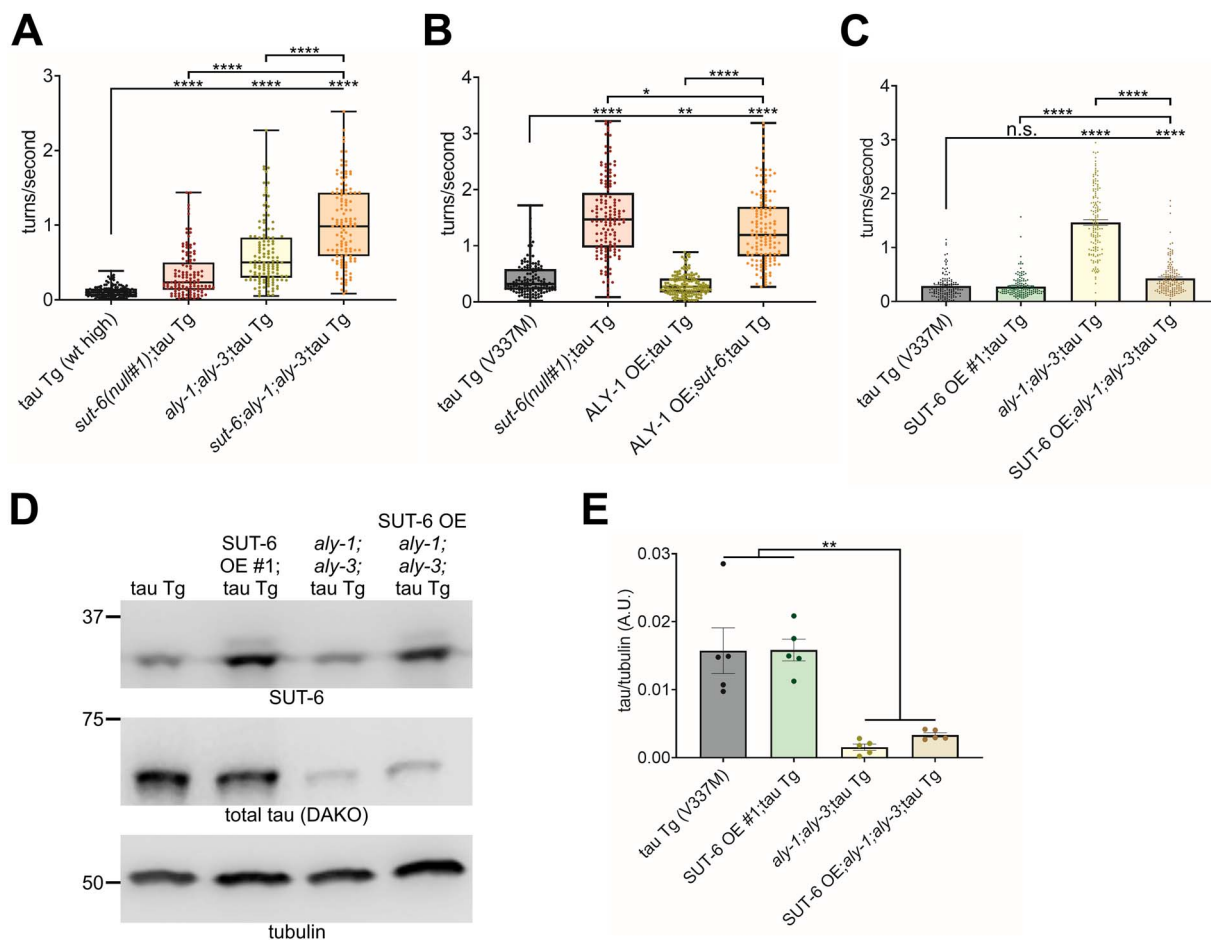 A
****
****
**** **** ****
3
2
1
0
turns/second
tau Tg (wt high)
sut-6(null#1);tau Tg
aly-1;aly-3;tau Tg
sut-6;aly-1;aly-3;tau Tg
B
****
*
**** ** ****
4
3
2
1
0
turns/second
tau Tg (V337M)
sut-6(null#1);tau Tg
ALY-1 OE;tau Tg
ALY-1 OE;sut-6;tau Tg
C
****
****
n.s. **** ****
4
3
2
1
0
turns/second
tau Tg (V337M)
SUT-6 OE #1;tau Tg
aly-1;aly-3;tau Tg
SUT-6 OE;aly-1;aly-3;tau Tg
D
tau Tg
SUT-6
OE #1;
tau Tg
aly-1;
aly-3;
tau Tg
SUT-6 OE
aly-1;
aly-3;
tau Tg
37
SUT-6
75
total tau (DAKO)
50
tubulin
E
**
0.03
0.02
0.01
0.00
tau/tubulin (A.U.)
tau Tg (V337M)
SUT-6 OE #1;tau Tg
aly-1;aly-3;tau Tg
SUT-6 OE;aly-1;aly-3;tau Tg